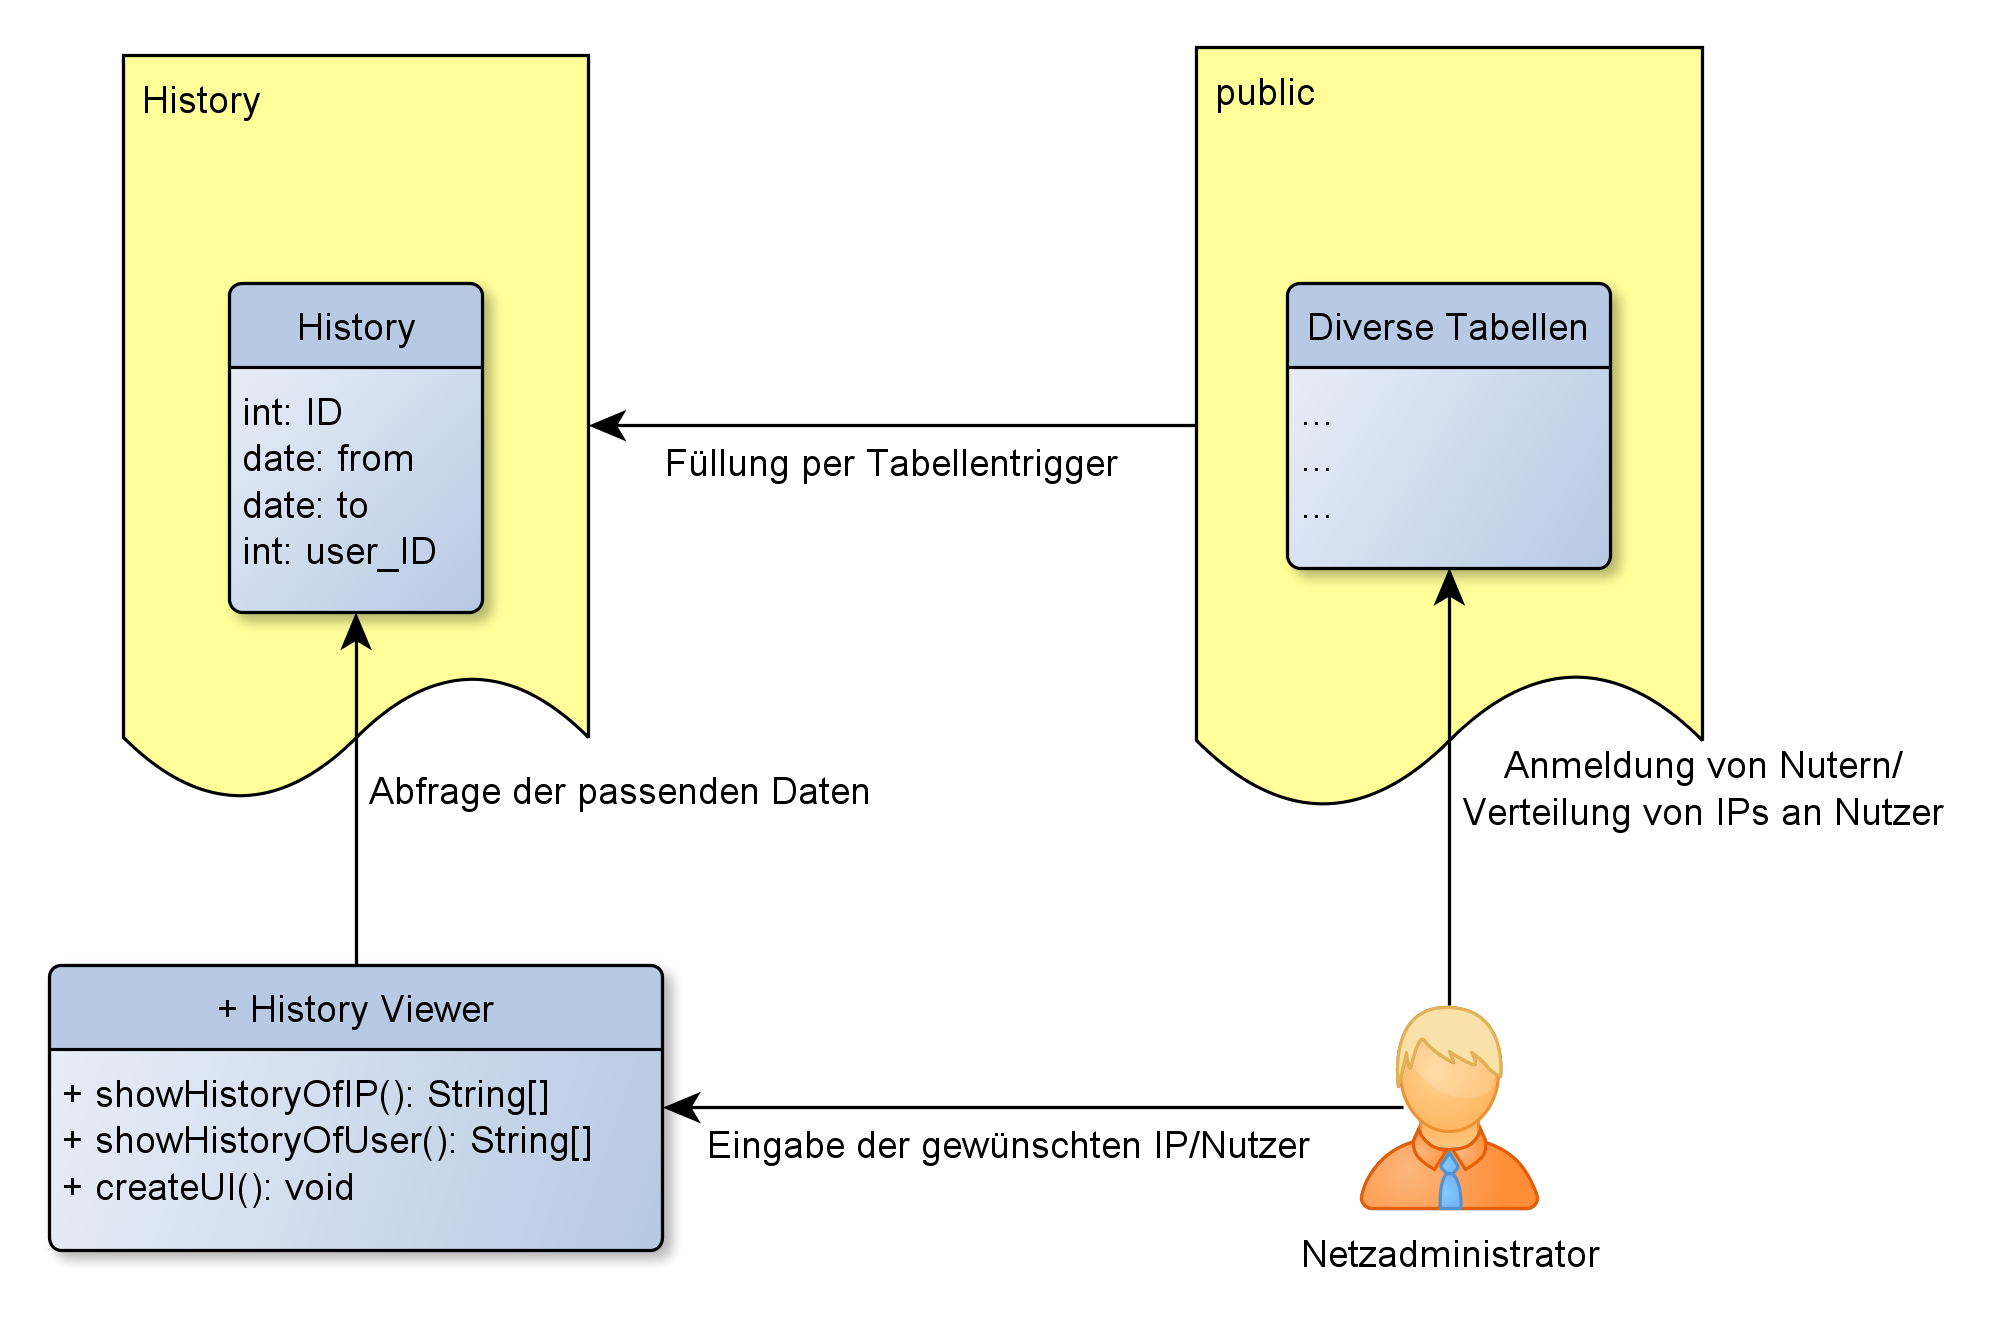 History
public
History
int: ID
date: from
date: to
int: user_ID
Diverse Tabellen
...
...
...
Füllung per Tabellentrigger
Abfrage der passenden Daten
Anmeldung von Nutern/
Verteilung von IPs an Nutzer
+ History Viewer
+ showHistoryOfIP(): String[]
+ showHistoryOfUser(): String[]
+ createUI(): void
Eingabe der gewünschten IP/Nutzer
Netzadministrator